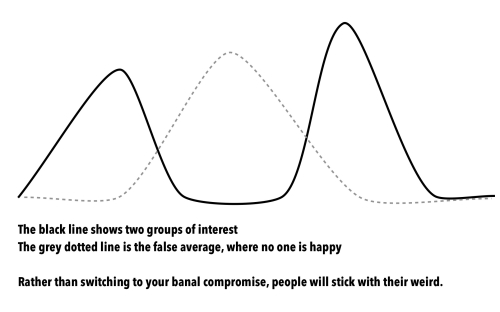 The black line shows two groups of interest
The grey dotted line is the false average, where no one is happy
Rather than switching to your banal compromise, people will stick with their weird.